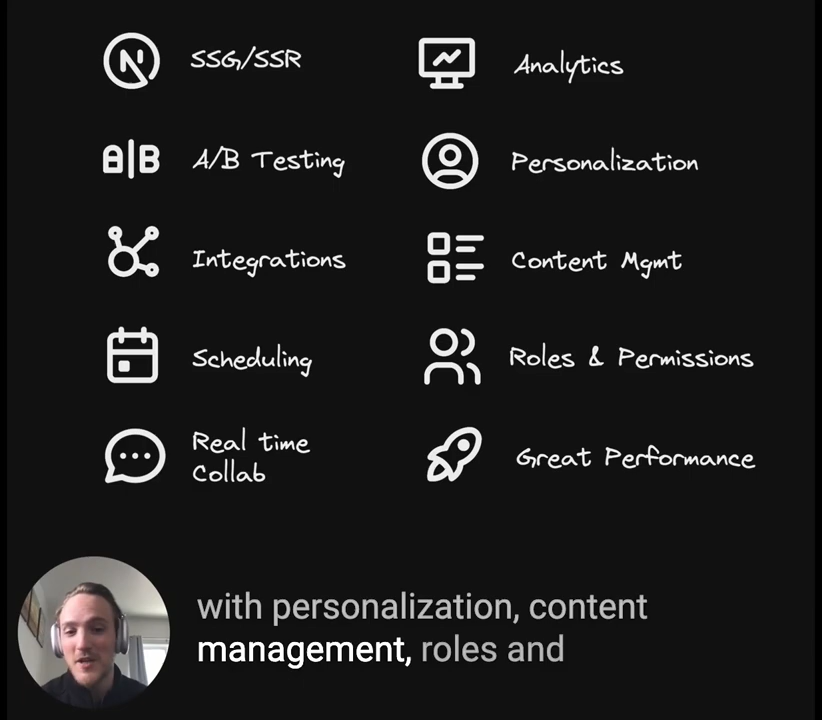 SSG/SSR
Analytics
A|B
A/B Testing
Personalization
Integrations
Content Mgmt
Scheduling
Roles & Permissions
Real time
Collab
Great Performance
with personalization, content
management, roles and